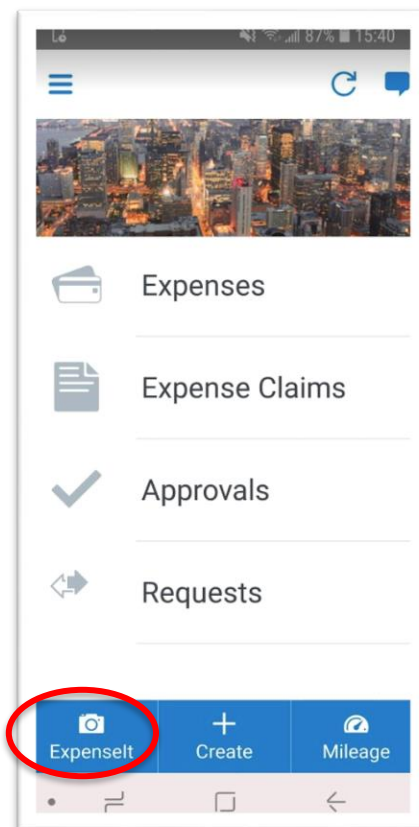 87% 15:40
Expenses
Expense Claims
Approvals
Requests
ExpenseIt Create Mileage